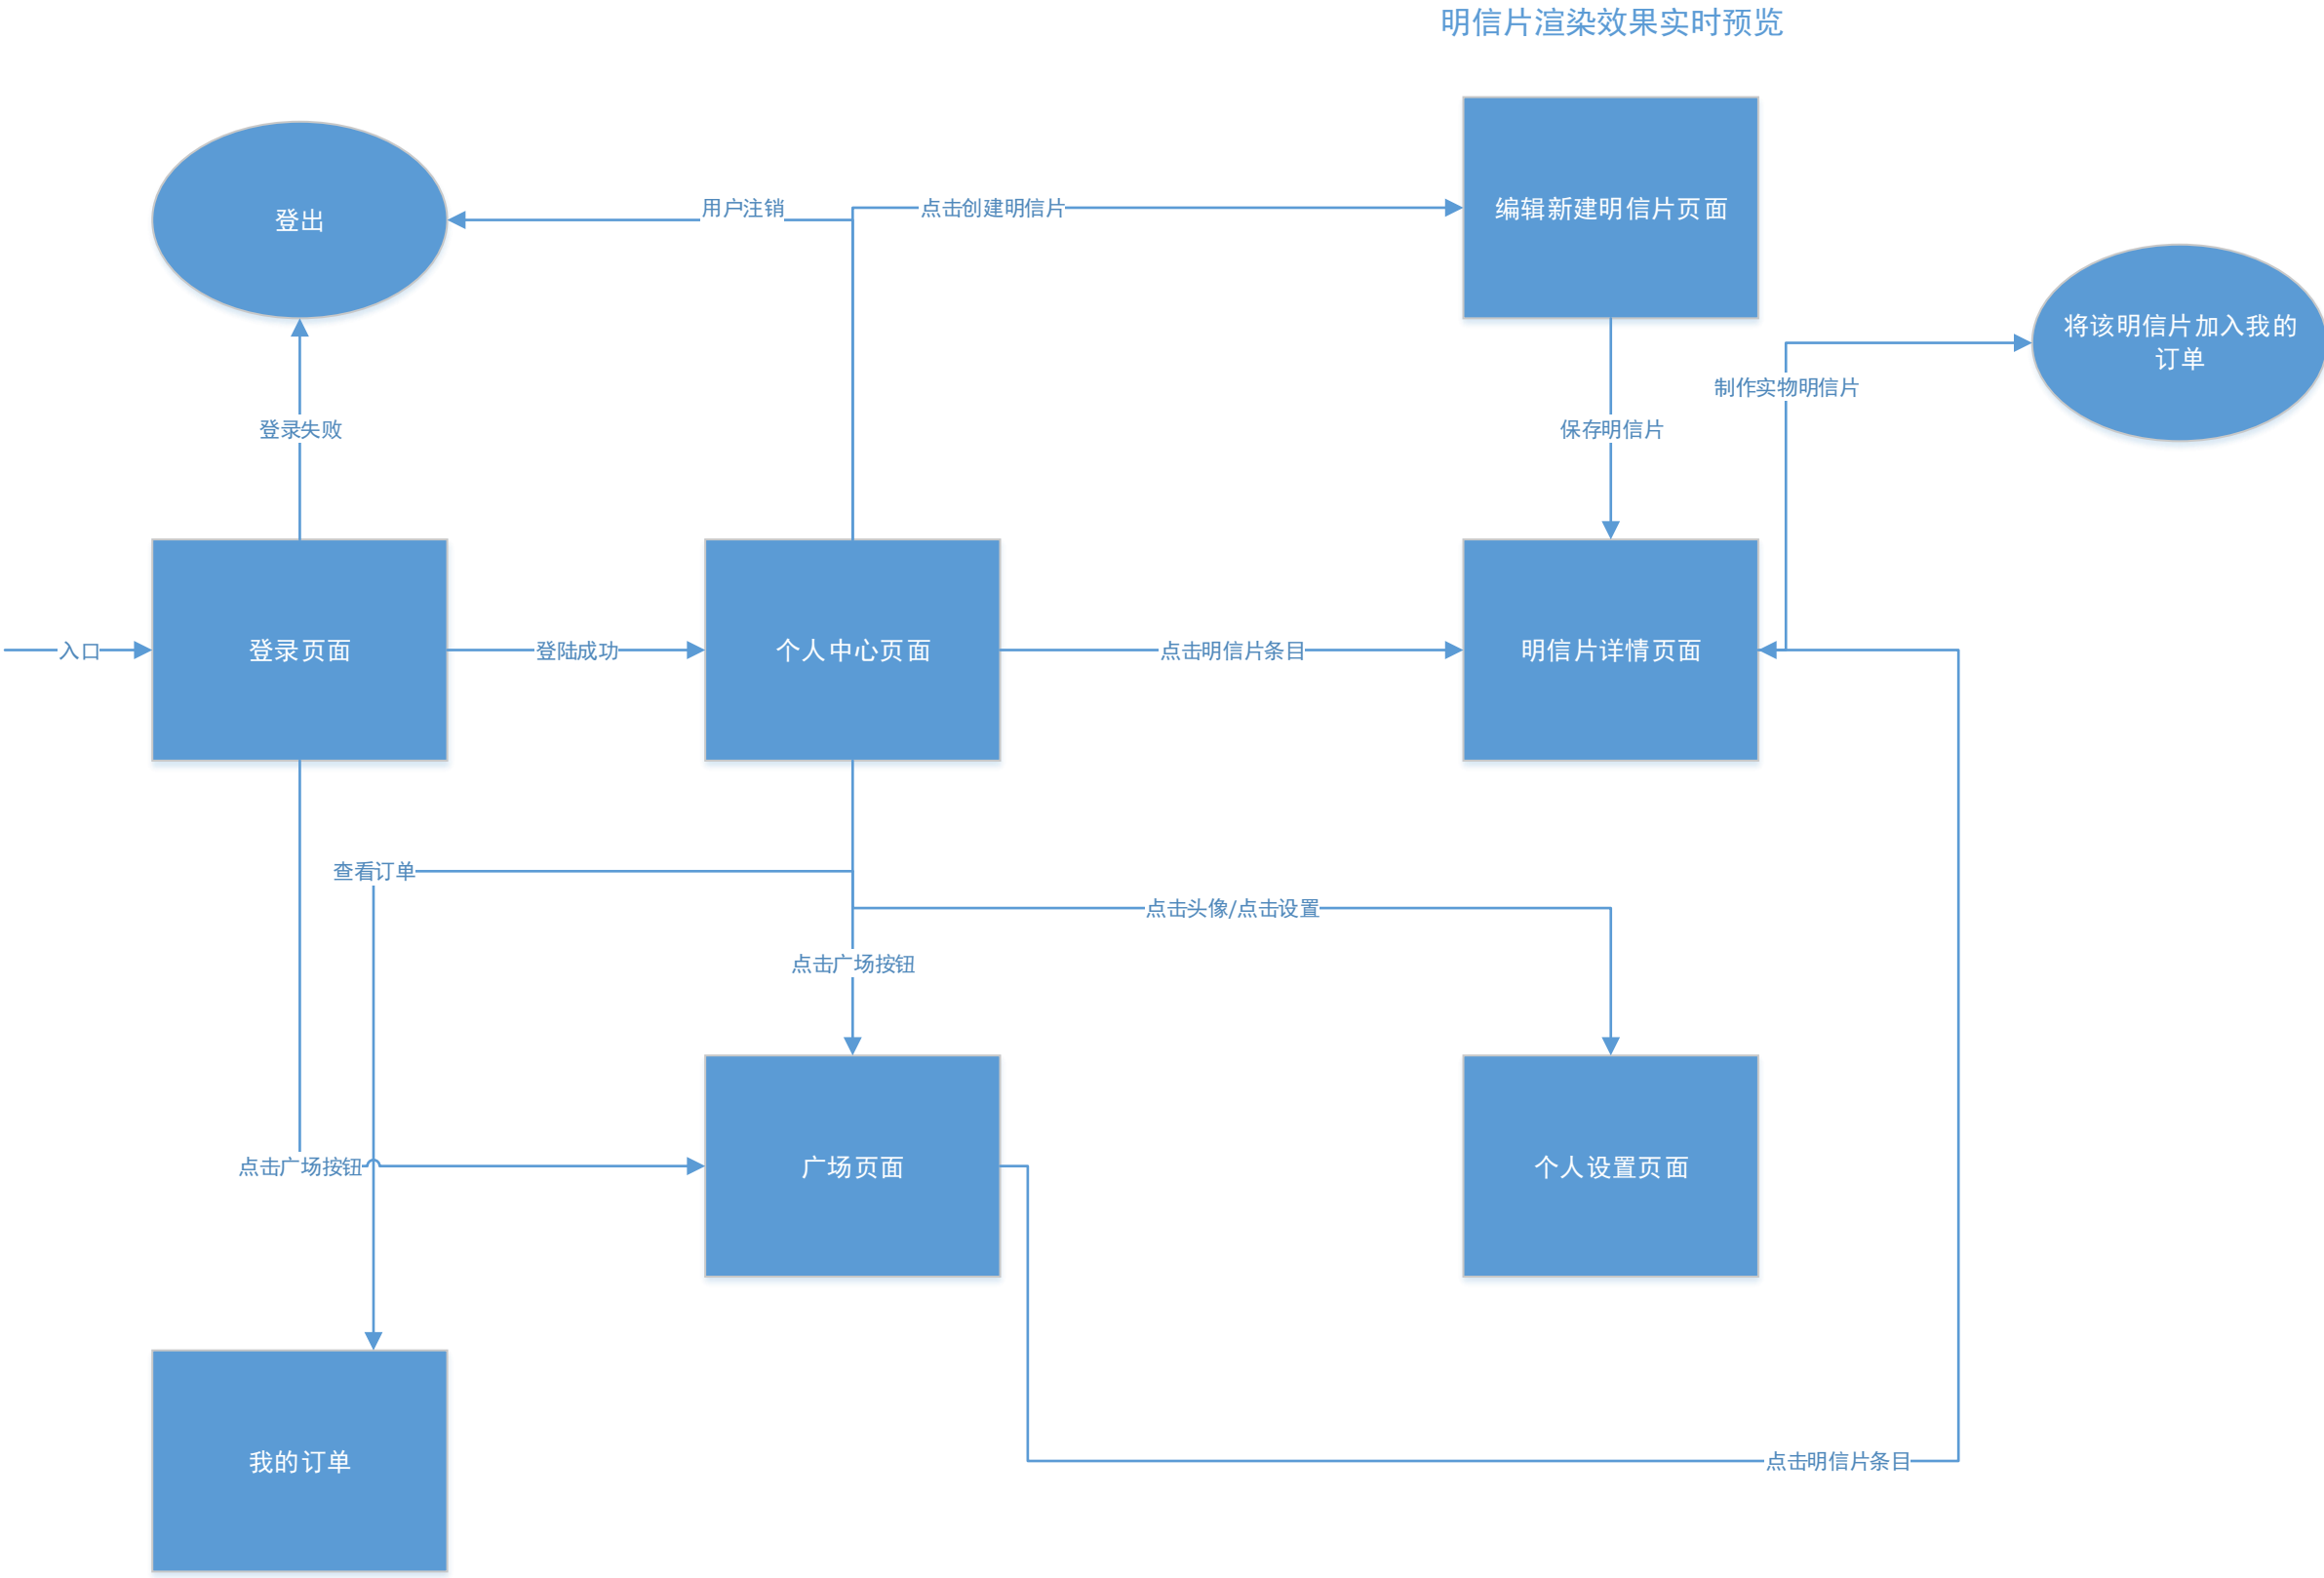 明信片渲染效果实时预览
登出
用户注销
点击创建明信片
编辑新建明信片页面
将该明信片加入我的
订单
制作实物明信片
登录失败
保存明信片
入口
登录页面
登陆成功
个人中心页面
点击明信片条目
明信片详情页面
查看订单
点击头像/点击设置
点击广场按钮
点击广场按钮
广场页面
个人设置页面
我的订单
点击明信片条目